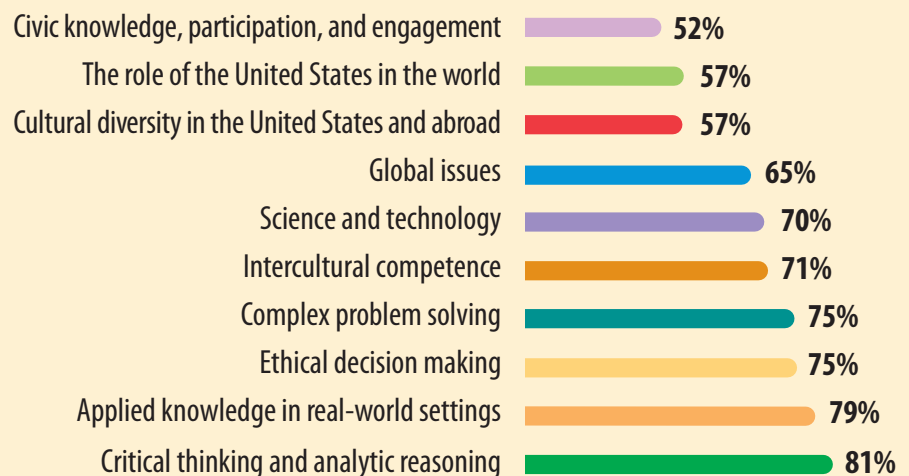 Civic knowledge, participation, and engagement 52%
The role of the United States in the world 57%
Cultural diversity in the United States and abroad 57%
Global issues 65%
Science and technology 70%
Intercultural competence 71%
Complex problem solving 75%
Ethical decision making 75%
Applied knowledge in real-world settings 79%
Critical thinking and analytic reasoning 81%